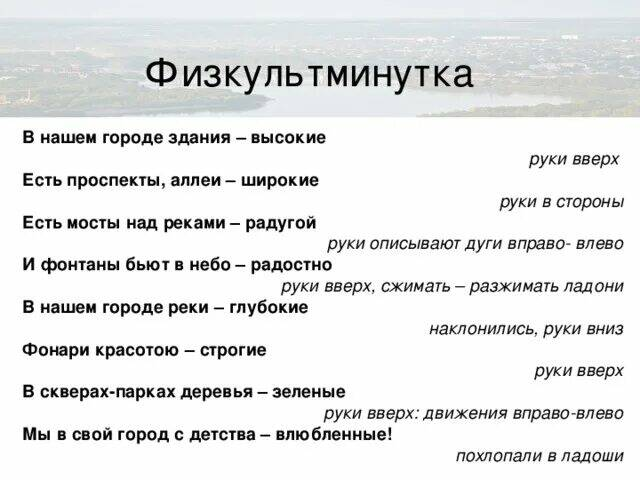 Физкультминутка
В нашем городе здания – высокие
руки вверх
Есть проспекты, аллеи – широкие
руки в стороны
Есть мосты над реками – радугой
руки описывают дуги вправо- влево
И фонтаны бьют в небо – радостно
руки вверх, сжимать – разжимать ладони
В нашем городе реки – глубокие
наклонились, руки вниз
Фонари красотою – строгие
руки вверх
В скверах-парках деревья – зеленые
руки вверх: движения вправо-влево
Мы в свой город с детства – влюбленные!
похлопали в ладоши